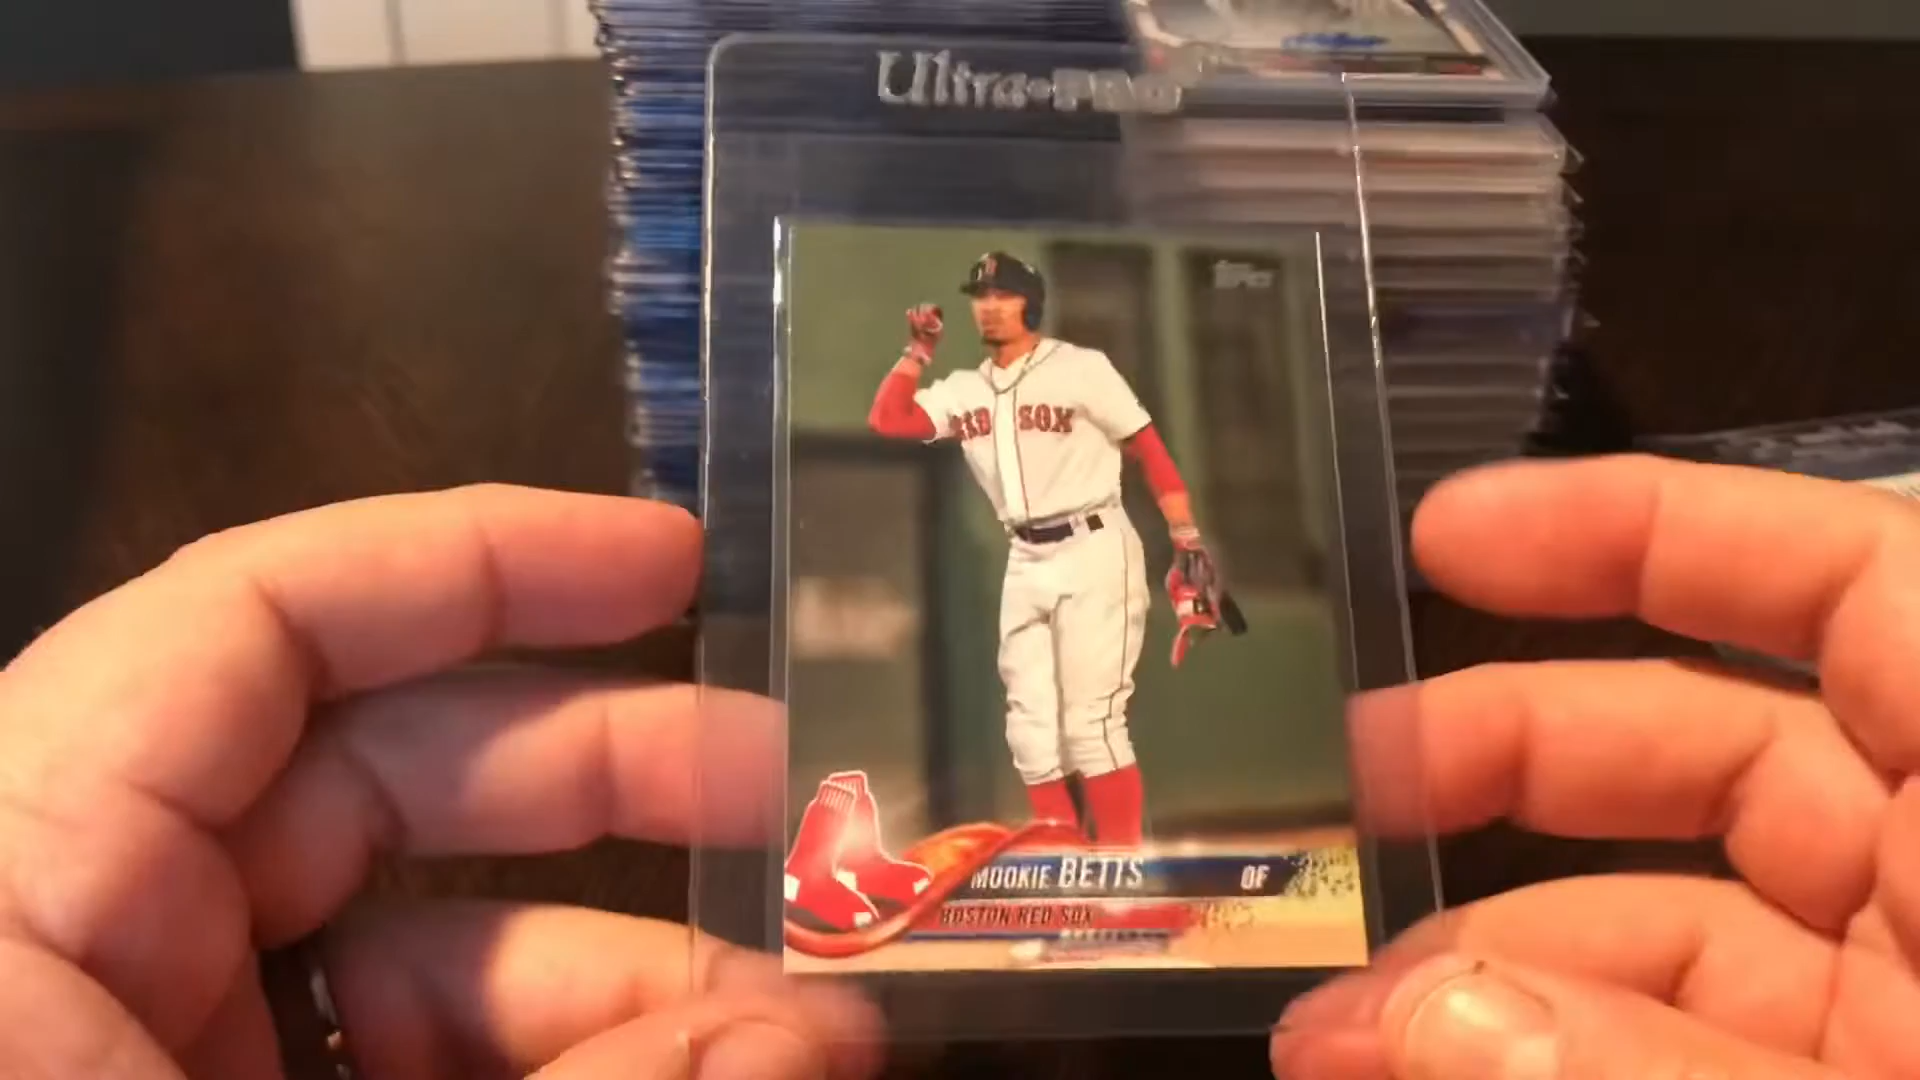 Ultra•PRO
topps
RED SOX
MOOKIE BETTS OF
BOSTON RED SOX